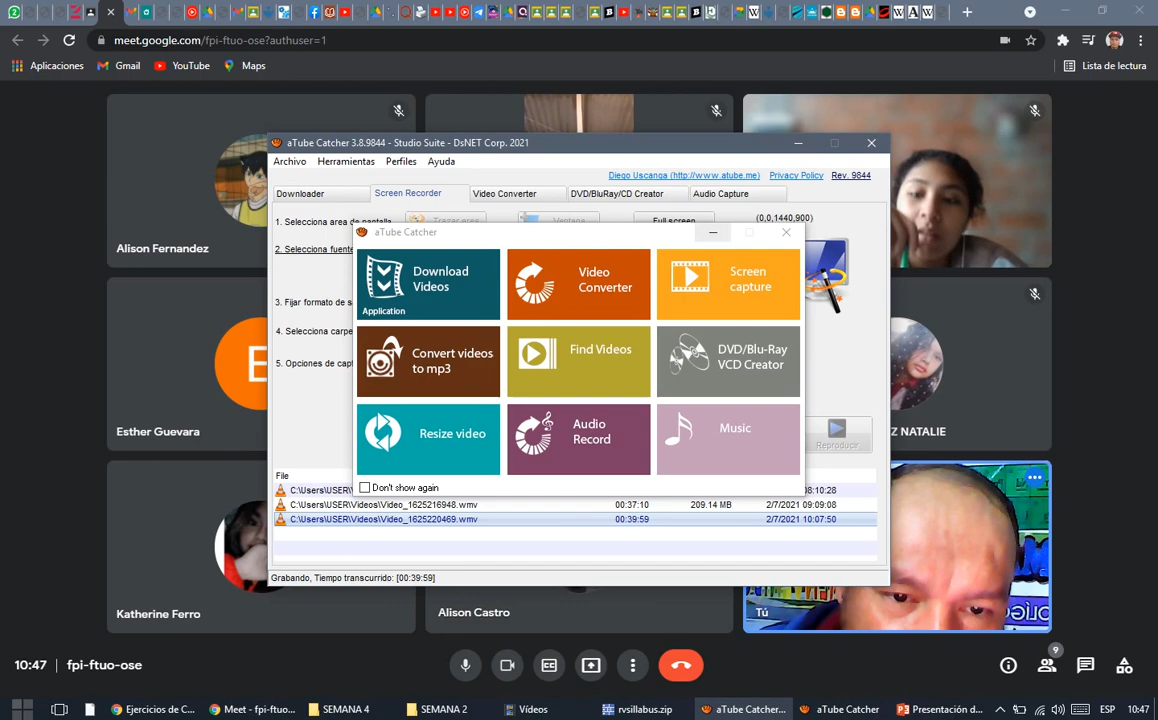 meet.google.com/fpi-ftuo-ose?authuser=1
Aplicaciones
Gmail
YouTube
Maps
Lista de lectura
Alison Fernandez
Esther Guevara
Katherine Ferro
Alison Castro
Z NATALIE
Tú
aTube Catcher 3.8.9844 - Studio Suite - DsNET Corp. 2021
Archivo Herramientas Perfiles Ayuda
Diego Uscanga (http://www.atube.me) Privacy Policy Rev. 9844
Downloader Screen Recorder Video Converter DVD/BluRay/CD Creator Audio Capture
1. Selecciona area de pantalla
Trazar area
Ventana
Full screen
(0,0,1440,900)
2. Selecciona fuente
3. Fijar formato de sa
4. Selecciona carpe
5. Opciones de capt
Reproducir
aTube Catcher
Download
Videos
Application
Video
Converter
Screen
capture
Convert videos
to mp3
Find Videos
DVD/Blu-Ray
VCD Creator
Resize video
Audio
Record
Music
Don't show again
File
08:10:28
C:\Users\USER\Videos\Video_1625216948.wmv 00:37:10 209.14 MB 2/7/2021 09:09:08
C:\Users\USER\Videos\Video_1625220469.wmv 00:39:59 2/7/2021 10:07:50
Grabando, Tiempo transcurrido: [00:39:59]
10:47 | fpi-ftuo-ose
9
Ejercicios de C...
Meet - fpi-ftuo...
SEMANA 4
SEMANA 2
Vídeos
rvsillabus.zip
aTube Catcher...
aTube Catcher
Presentación d...
ESP
10:47